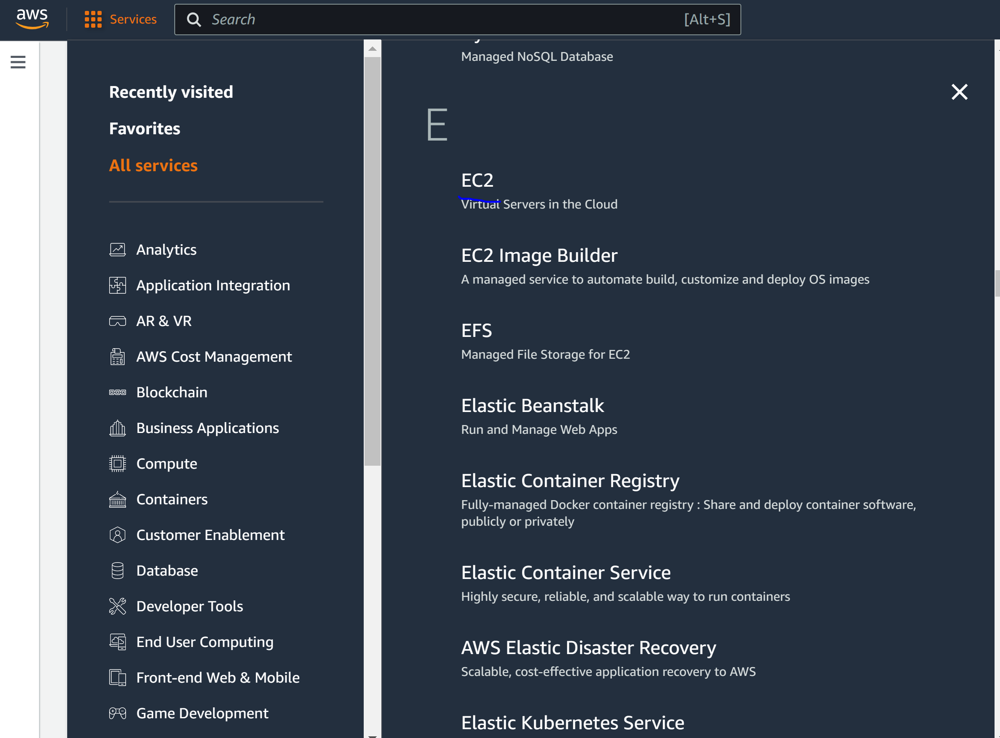 aws
Services
Search
[Alt+S]
Recently visited
Favorites
All services
Analytics
Application Integration
AR & VR
AWS Cost Management
Blockchain
Business Applications
Compute
Containers
Customer Enablement
Database
Developer Tools
End User Computing
Front-end Web & Mobile
Game Development
Managed NoSQL Database
E
EC2
Virtual Servers in the Cloud
EC2 Image Builder
A managed service to automate build, customize and deploy OS images
EFS
Managed File Storage for EC2
Elastic Beanstalk
Run and Manage Web Apps
Elastic Container Registry
Fully-managed Docker container registry : Share and deploy container software,
publicly or privately
Elastic Container Service
Highly secure, reliable, and scalable way to run containers
AWS Elastic Disaster Recovery
Scalable, cost-effective application recovery to AWS
Elastic Kubernetes Service